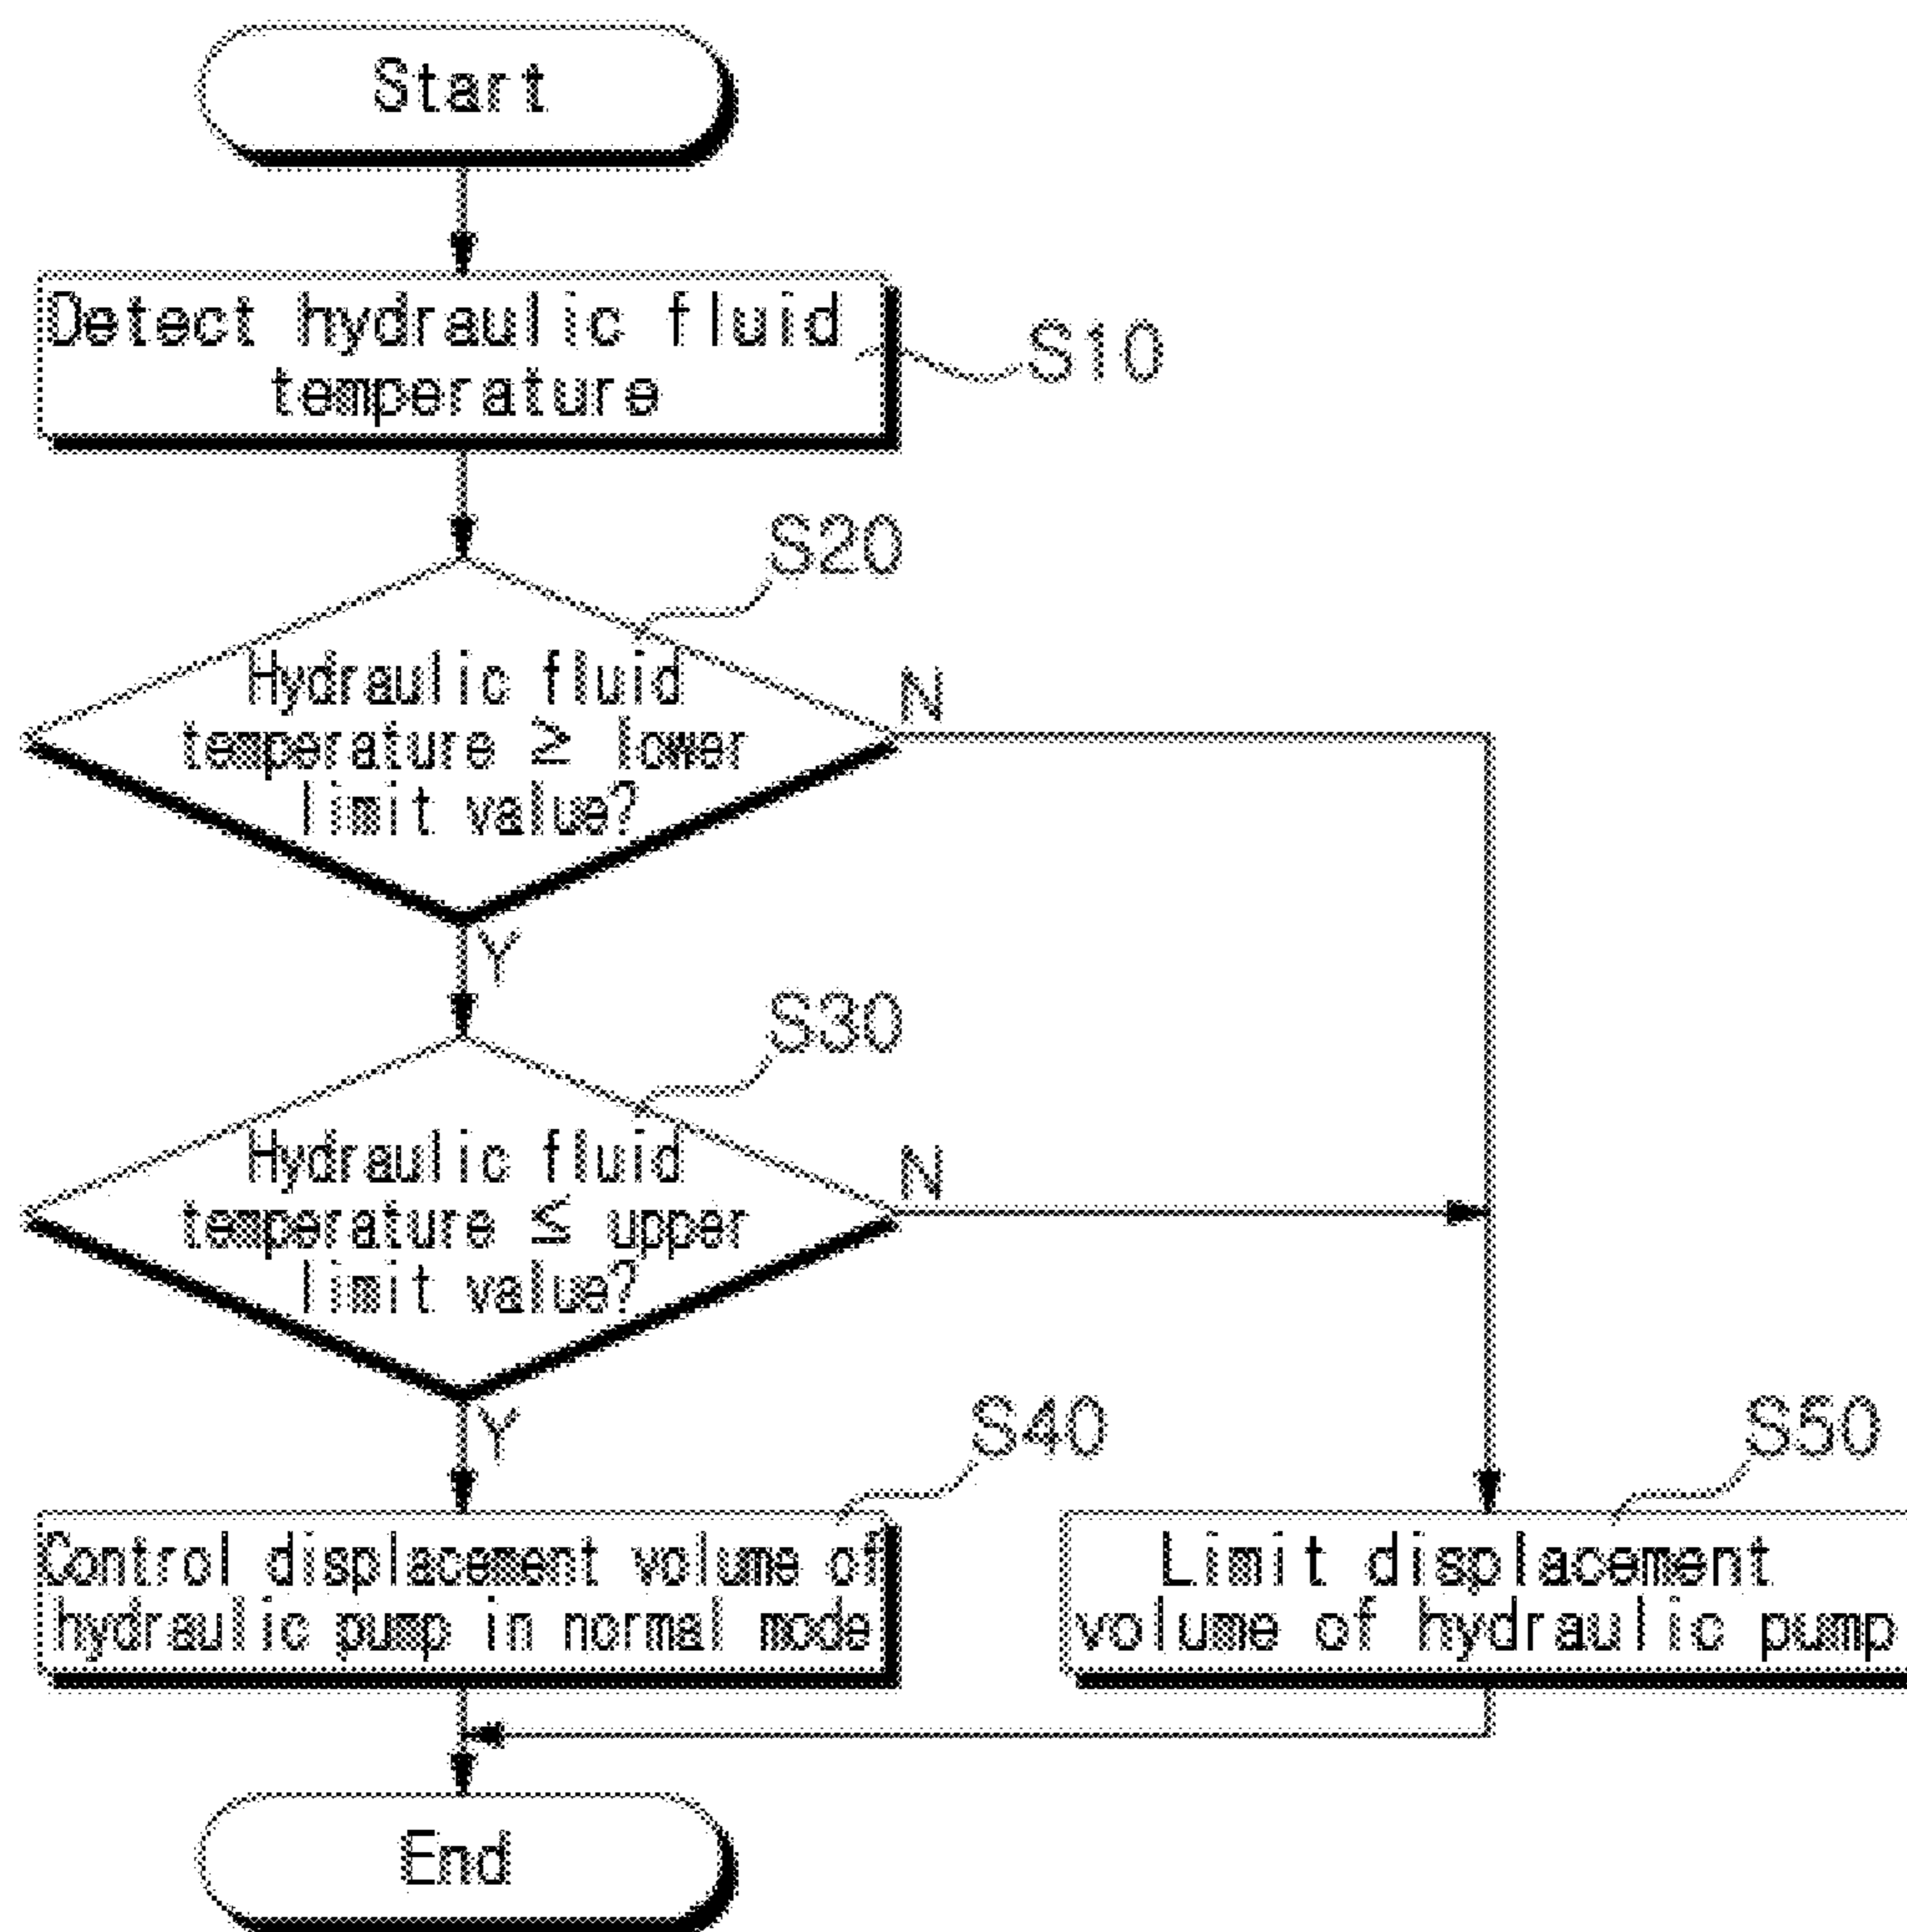 Start
Detect hydraulic fluid
temperature
S10
S20
Hydraulic fluid
temperature ≥ lower
limit value?
N
Y
S30
Hydraulic fluid
temperature ≤ upper
limit value?
N
Y
S40
Control displacement volume of
hydraulic pump in normal mode
S50
Limit displacement
volume of hydraulic pump
End